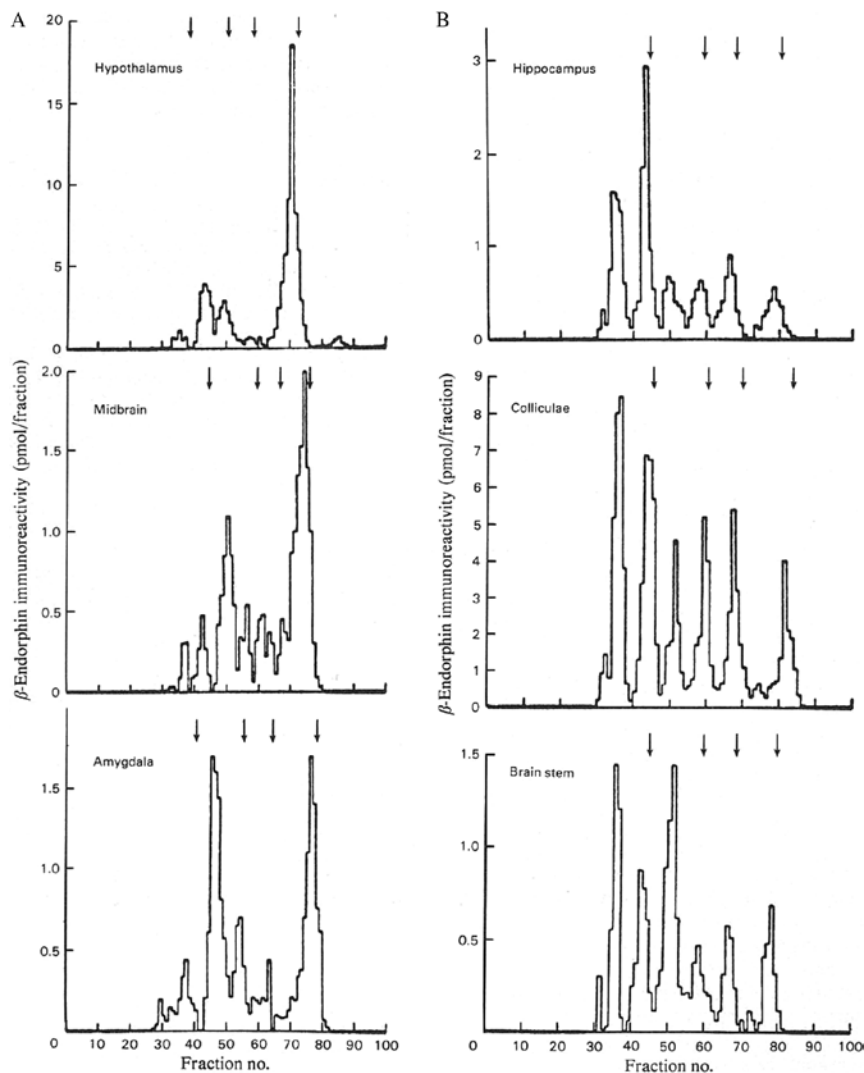 A
β-Endorphin immunoreactivity (pmol/fraction)
20
15
10
5
0
Hypothalamus
2.0
1.5
1.0
0.5
0
Midbrain
1.5
1.0
0.5
Amygdala
0 10 20 30 40 50 60 70 80 90 100
Fraction no.
B
β-Endorphin immunoreactivity (pmol/fraction)
3
2
1
0
Hippocampus
9
8
7
6
5
4
3
2
1
0
Colliculae
1.5
1.0
0.5
Brain stem
0 10 20 30 40 50 60 70 80 90 100
Fraction no.